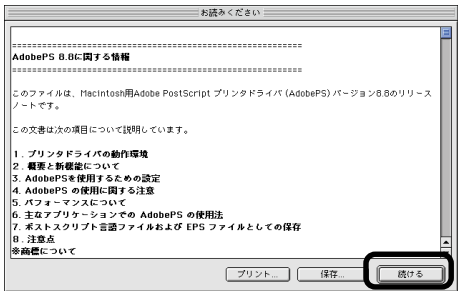 お読みください
============================================================
AdobePS 8.8に関する情報
============================================================
このファイルは、Macintosh用Adobe PostScript プリンタドライバ (AdobePS) バージョン8.8のリリース
ノートです。
この文書は次の項目について説明しています。
1. プリンタドライバの動作環境
2. 概要と新機能について
3. AdobePSを使用するための設定
4. AdobePS の使用に関する注意
5. パフォーマンスについて
6. 主なアプリケーションでの AdobePS の使用法
7. ポストスクリプト言語ファイルおよび EPS ファイルとしての保存
8. 注意点
※商標について
プリント... 保存... 続ける